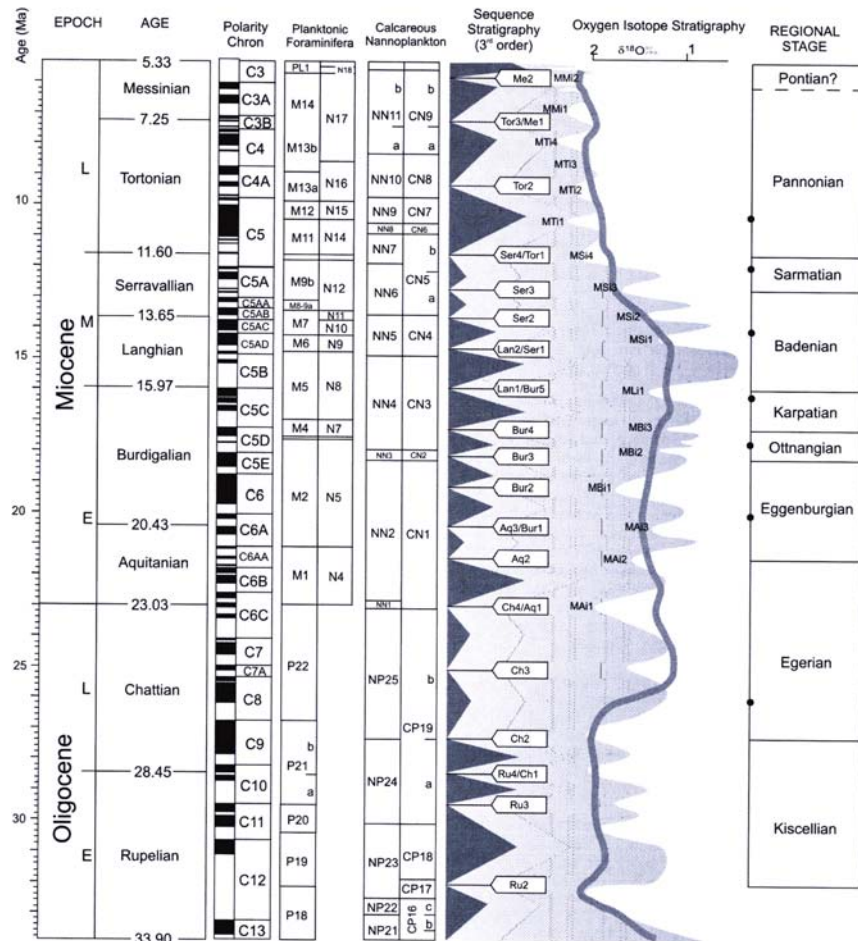 Age (Ma)
EPOCH
AGE
Polarity
Chron
Planktonic
Foraminifera
Calcareous
Nannoplankton
Sequence
Stratigraphy
(3rd order)
Oxygen Isotope Stratigraphy
2 δ18O‰ 1
REGIONAL
STAGE
10
15
20
25
30
Miocene
Oligocene
L
M
E
L
E
5.33
Messinian
7.25
Tortonian
11.60
Serravallian
13.65
Langhian
15.97
Burdigalian
20.43
Aquitanian
23.03
Chattian
28.45
Rupelian
33.90
C3
C3A
C3B
C4
C4A
C5
C5A
C5AA
C5AB
C5AC
C5AD
C5B
C5C
C5D
C5E
C6
C6A
C6AA
C6B
C6C
C7
C7A
C8
C9
C10
C11
C12
C13
PL1
M14
M13b
M13a
M12
M11
M9b
M8-9a
M7
M6
M5
M4
M2
M1
P22
b
P21
a
P20
P19
P18
N18
N17
N16
N15
N14
N12
N11
N10
N9
N8
N7
N5
N4
NN11
NN10
NN9
NN8
NN7
NN6
NN5
NN4
NN3
NN2
NN1
NP25
NP24
NP23
NP22
NP21
b
CN9
a
CN8
CN7
CN6
b
CN5
a
CN4
CN3
CN2
CN1
b
CP19
a
CP18
CP17
CP16
c
b
Me2
Tor3/Me1
Tor2
Ser4/Tor1
Ser3
Ser2
Lan2/Ser1
Lan1/Bur5
Bur4
Bur3
Bur2
Aq3/Bur1
Aq2
Ch4/Aq1
Ch3
Ch2
Ru4/Ch1
Ru3
Ru2
MMi2
MMi1
MTi4
MTi3
MTi2
MTi1
MSi4
MSi3
MSi2
MSi1
MLi1
MBi3
MBi2
MBi1
MAi3
MAi2
MAi1
Pontian?
Pannonian
Sarmatian
Badenian
Karpatian
Ottnangian
Eggenburgian
Egerian
Kiscellian